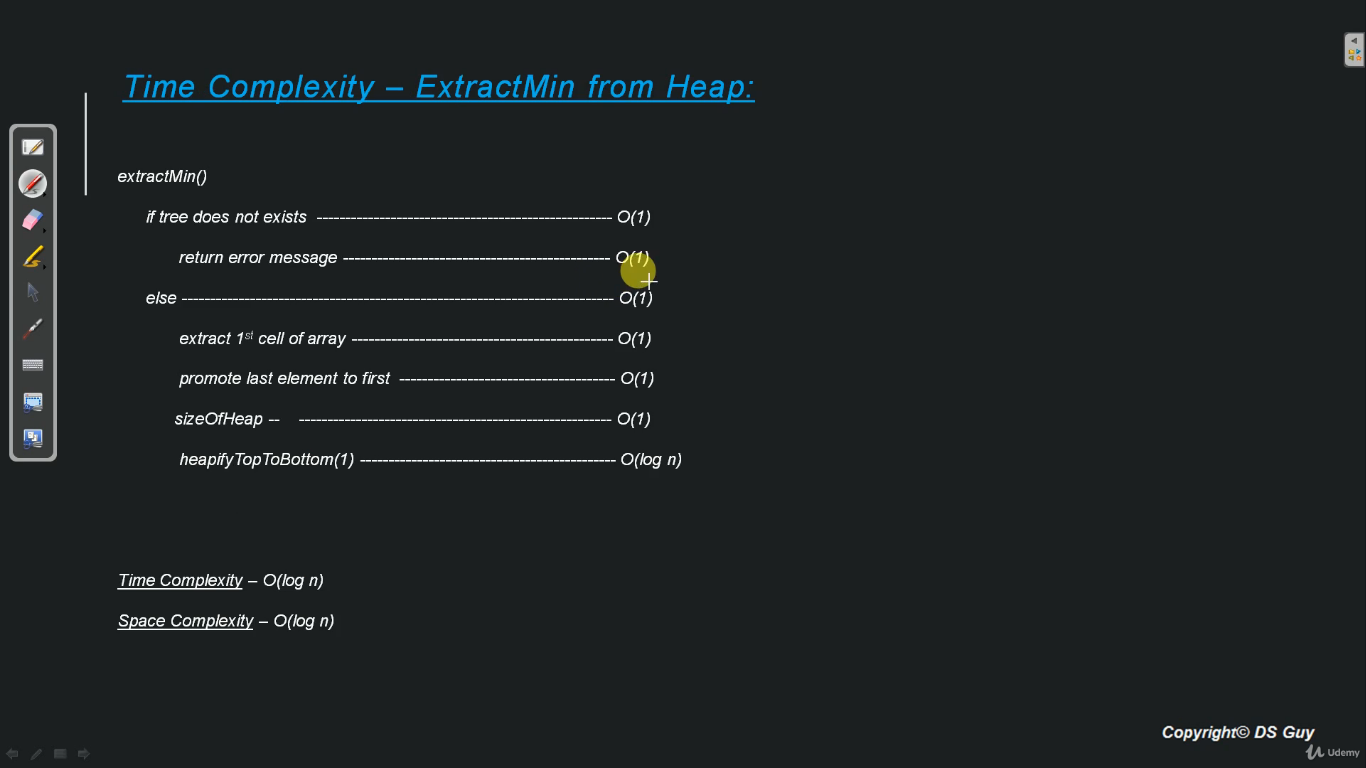 Time Complexity – ExtractMin from Heap:
extractMin()
if tree does not exists ---------------------------------------------------- O(1)
return error message ----------------------------------------------- O(1)
else ---------------------------------------------------------------------------- O(1)
extract 1st cell of array ---------------------------------------------- O(1)
promote last element to first -------------------------------------- O(1)
sizeOfHeap -- ------------------------------------------------------- O(1)
heapifyTopToBottom(1) --------------------------------------------- O(log n)
Time Complexity – O(log n)
Space Complexity – O(log n)
Copyright© DS Guy
Udemy